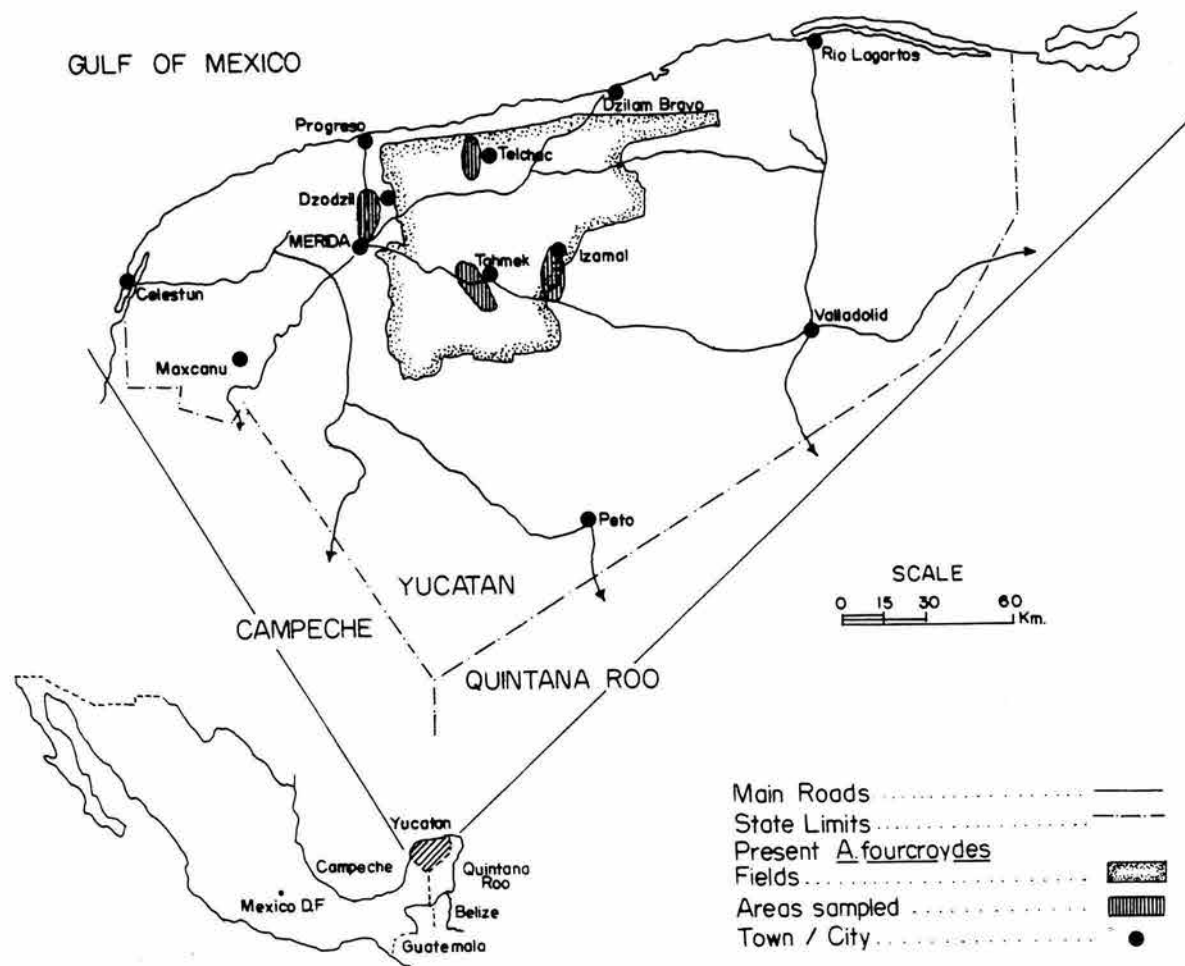 GULF OF MEXICO
Rio Lagartos
Dzilam Bravo
Progreso
Telchac
Dzodzil
MERIDA
Izamal
Tahmek
Celestun
Valladolid
Maxcanu
Peto
YUCATAN
SCALE
0 15 30 60
Km.
CAMPECHE
QUINTANA ROO
Yucatan
Campeche
Quintana
Roo
Mexico D.F
Belize
Guatemala
Main Roads
State Limits
Present A. fourcroydes
Fields
Areas sampled
Town / City